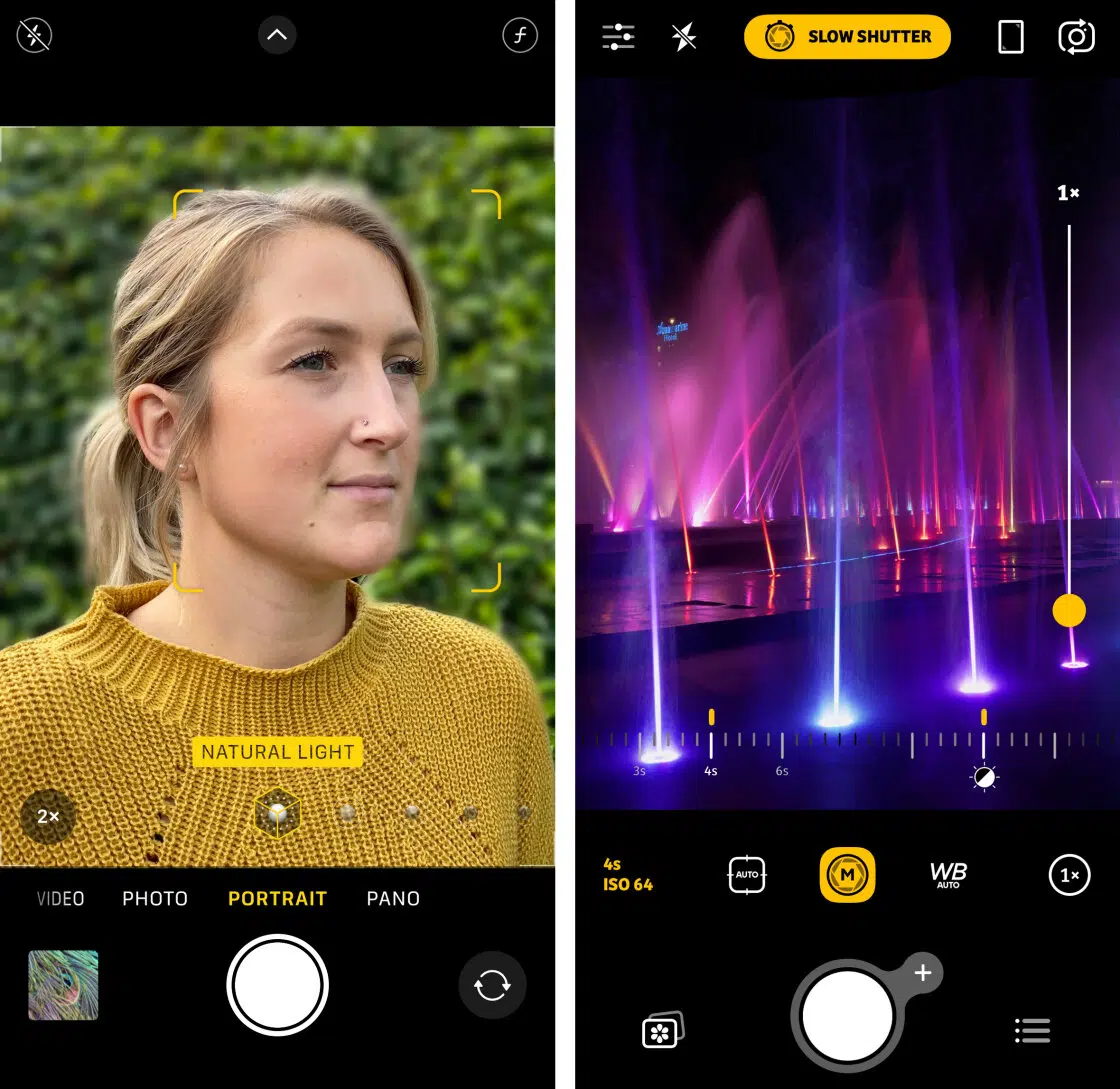 NATURAL LIGHT
2×
VIDEO
PHOTO
PORTRAIT
PANO
SLOW SHUTTER
1×
Hotel
3s
4s
6s
4s
ISO 64
AUTO
M
WB
AUTO
1×